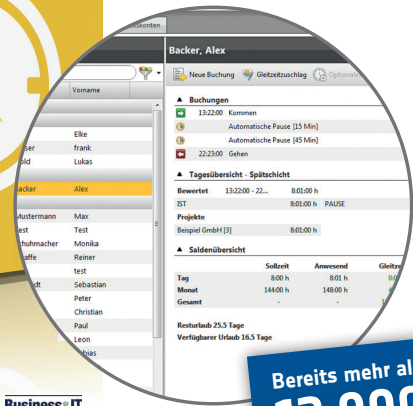 Backer, Alex
Neue Buchung Gleitzeitzuschlag
Vorname
Buchungen
13:22:00 Kommen
Automatische Pause [15 Min]
Automatische Pause [45 Min]
22:23:00 Gehen
Tagesübersicht - Spätschicht
Bewertet 13:22:00 - 22... 8:01:00 h
IST 8:01:00 h PAUSE
Projekte
Beispiel GmbH [3] 8:01:00 h
Saldenübersicht
Sollzeit Anwesend
Tag 8:00 h 8:01 h
Monat 144:00 h 148:00 h
Gesamt - -
Resturlaub 25.5 Tage
Verfügbarer Urlaub 16.5 Tage
Elke
frank
Lukas
Alex
Mustermann Max
Test
Schuhmacher Monika
Reiner
test
Sebastian
Peter
Christian
Paul
Leon
Bereits mehr al